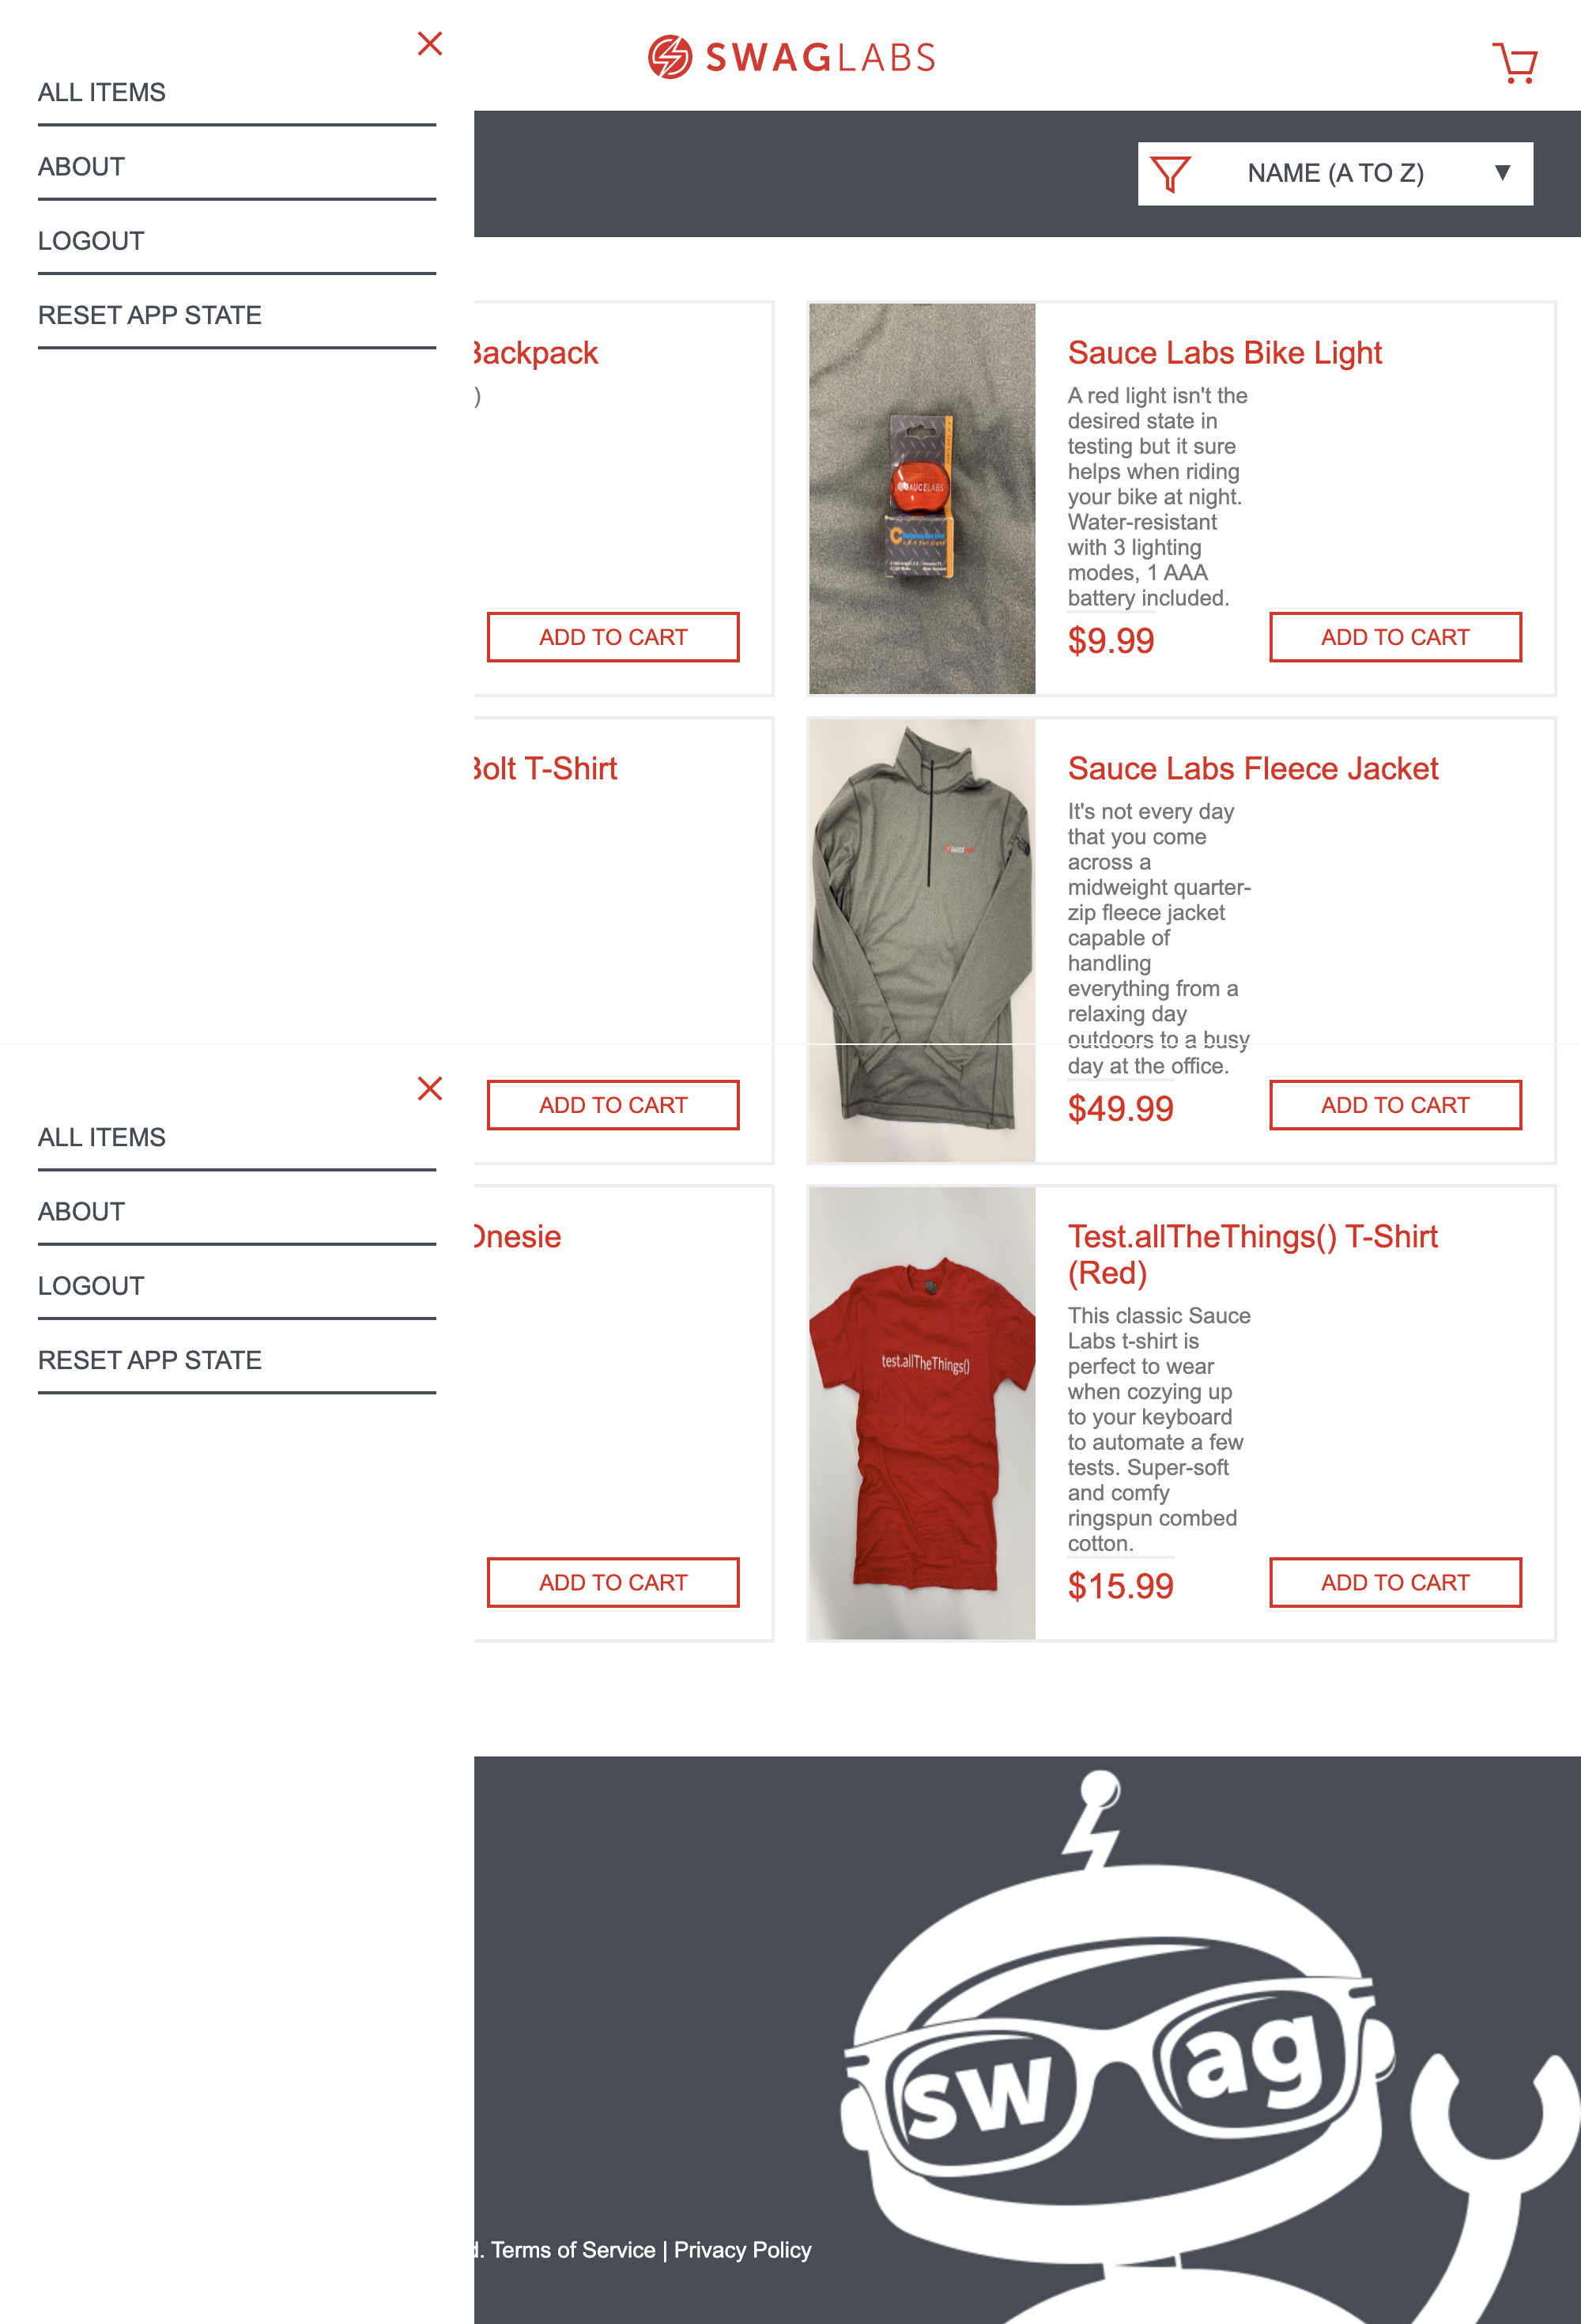 SWAGLABS
ALL ITEMS
ABOUT
LOGOUT
RESET APP STATE
NAME (A TO Z) ▼
Backpack
)
ADD TO CART
Sauce Labs Bike Light
A red light isn't the
desired state in
testing but it sure
helps when riding
your bike at night.
Water-resistant
with 3 lighting
modes, 1 AAA
battery included.
$9.99
ADD TO CART
SAUCELABS
Bolt T-Shirt
ADD TO CART
Sauce Labs Fleece Jacket
It's not every day
that you come
across a
midweight quarter-
zip fleece jacket
capable of
handling
everything from a
relaxing day
outdoors to a busy
day at the office.
$49.99
ADD TO CART
SAUCE
ALL ITEMS
ABOUT
LOGOUT
RESET APP STATE
Onesie
ADD TO CART
Test.allTheThings() T-Shirt
(Red)
This classic Sauce
Labs t-shirt is
perfect to wear
when cozying up
to your keyboard
to automate a few
tests. Super-soft
and comfy
ringspun combed
cotton.
$15.99
ADD TO CART
test.allTheThings()
swag
d. Terms of Service | Privacy Policy